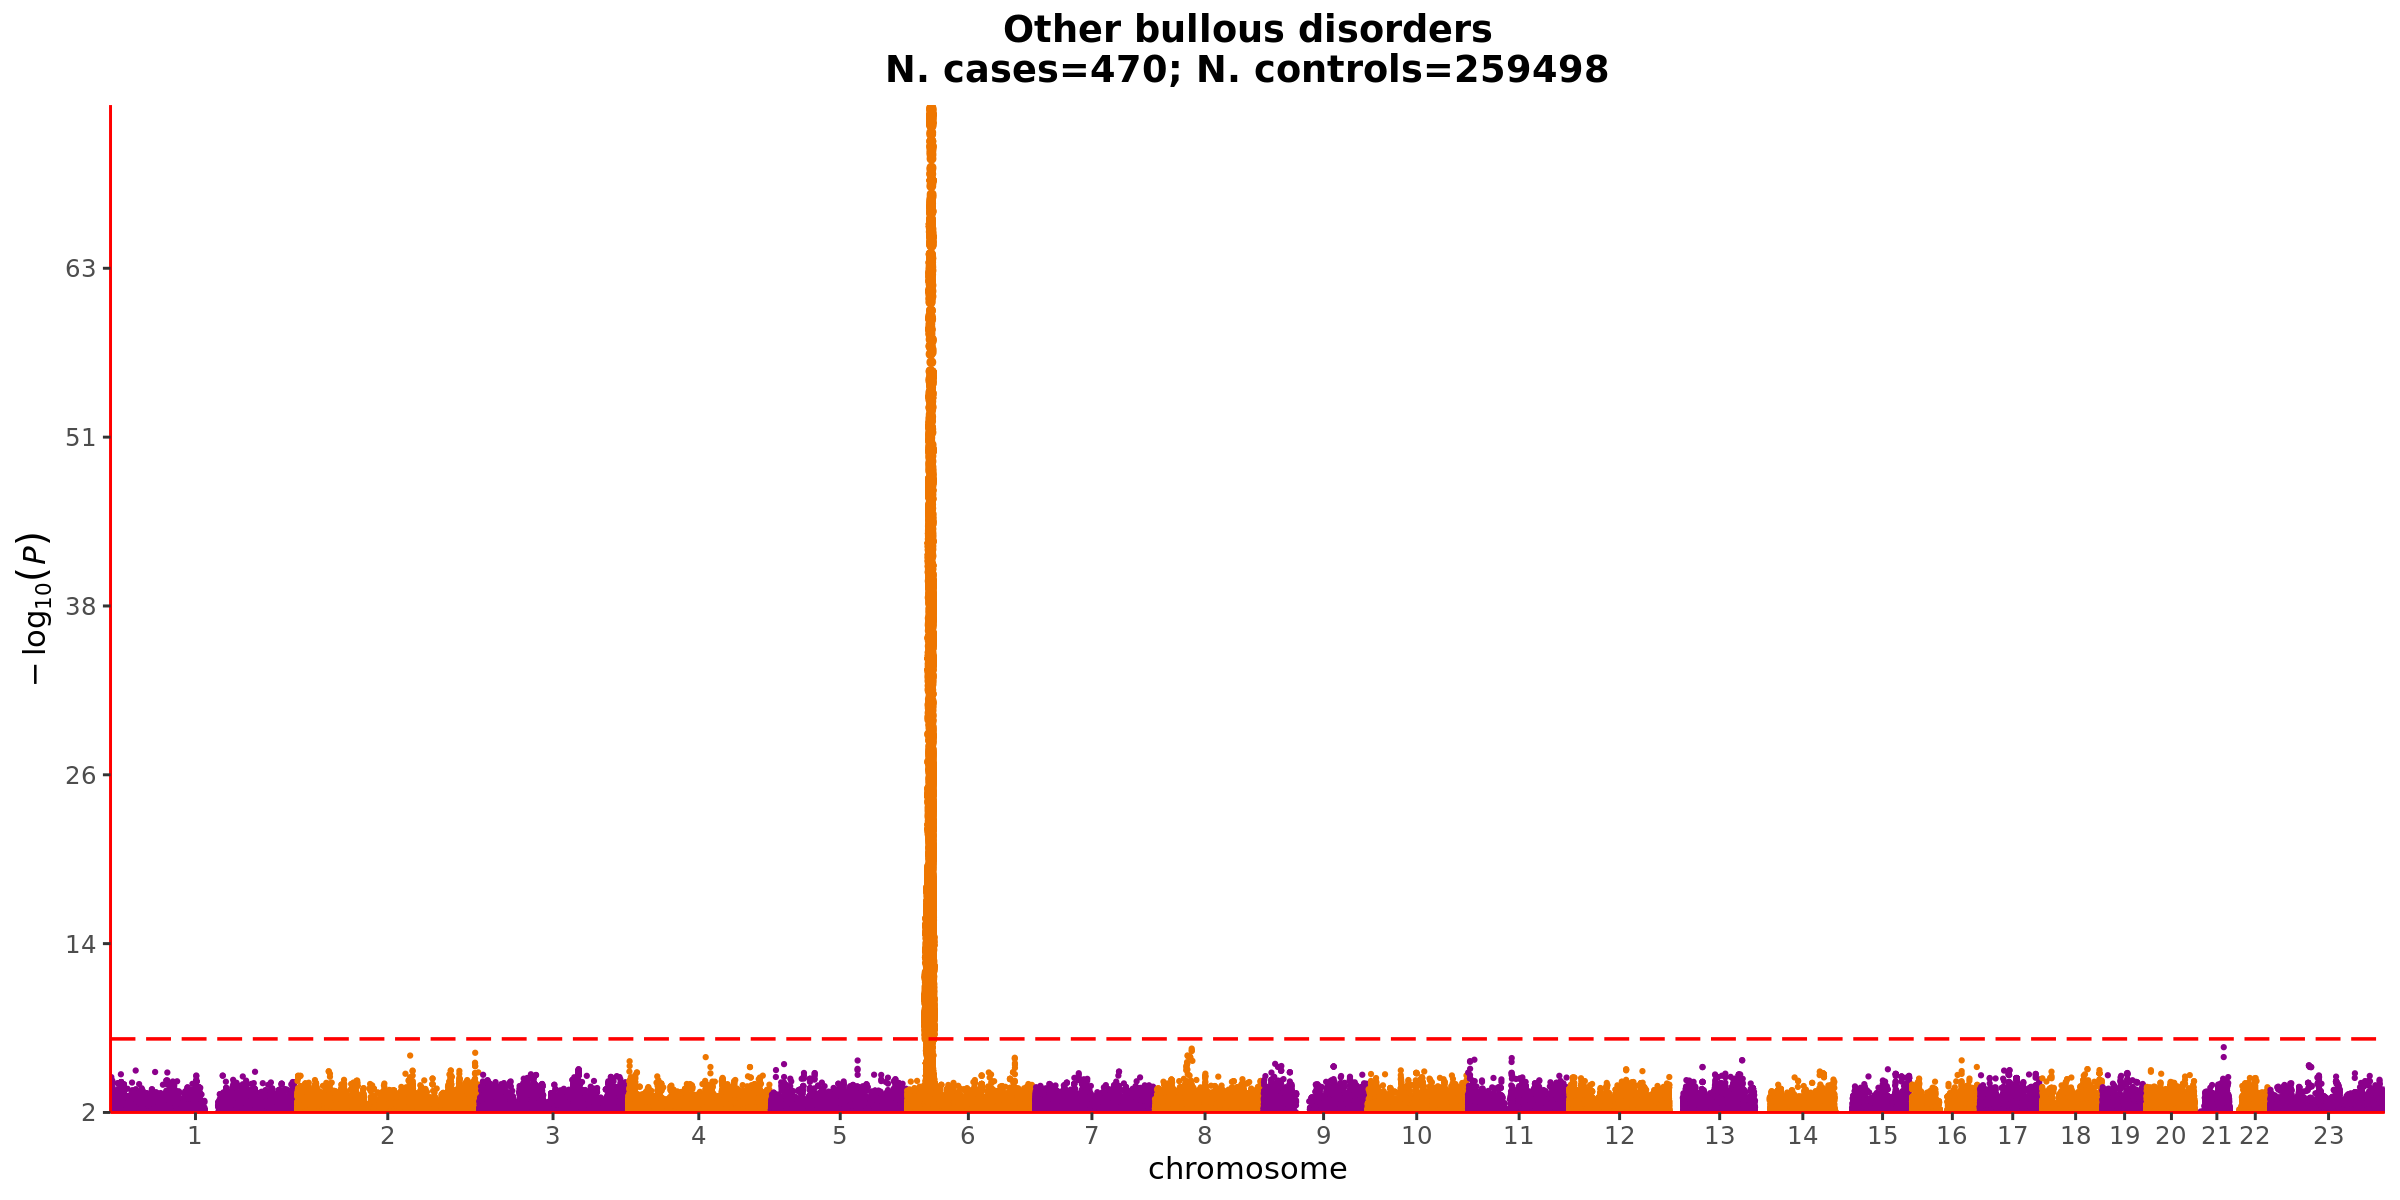 Other bullous disorders
N. cases=470; N. controls=259498
−log10(P)
63
51
38
26
14
2
1 2 3 4 5 6 7 8 9 10 11 12 13 14 15 16 17 18 19 20 21 22 23
chromosome